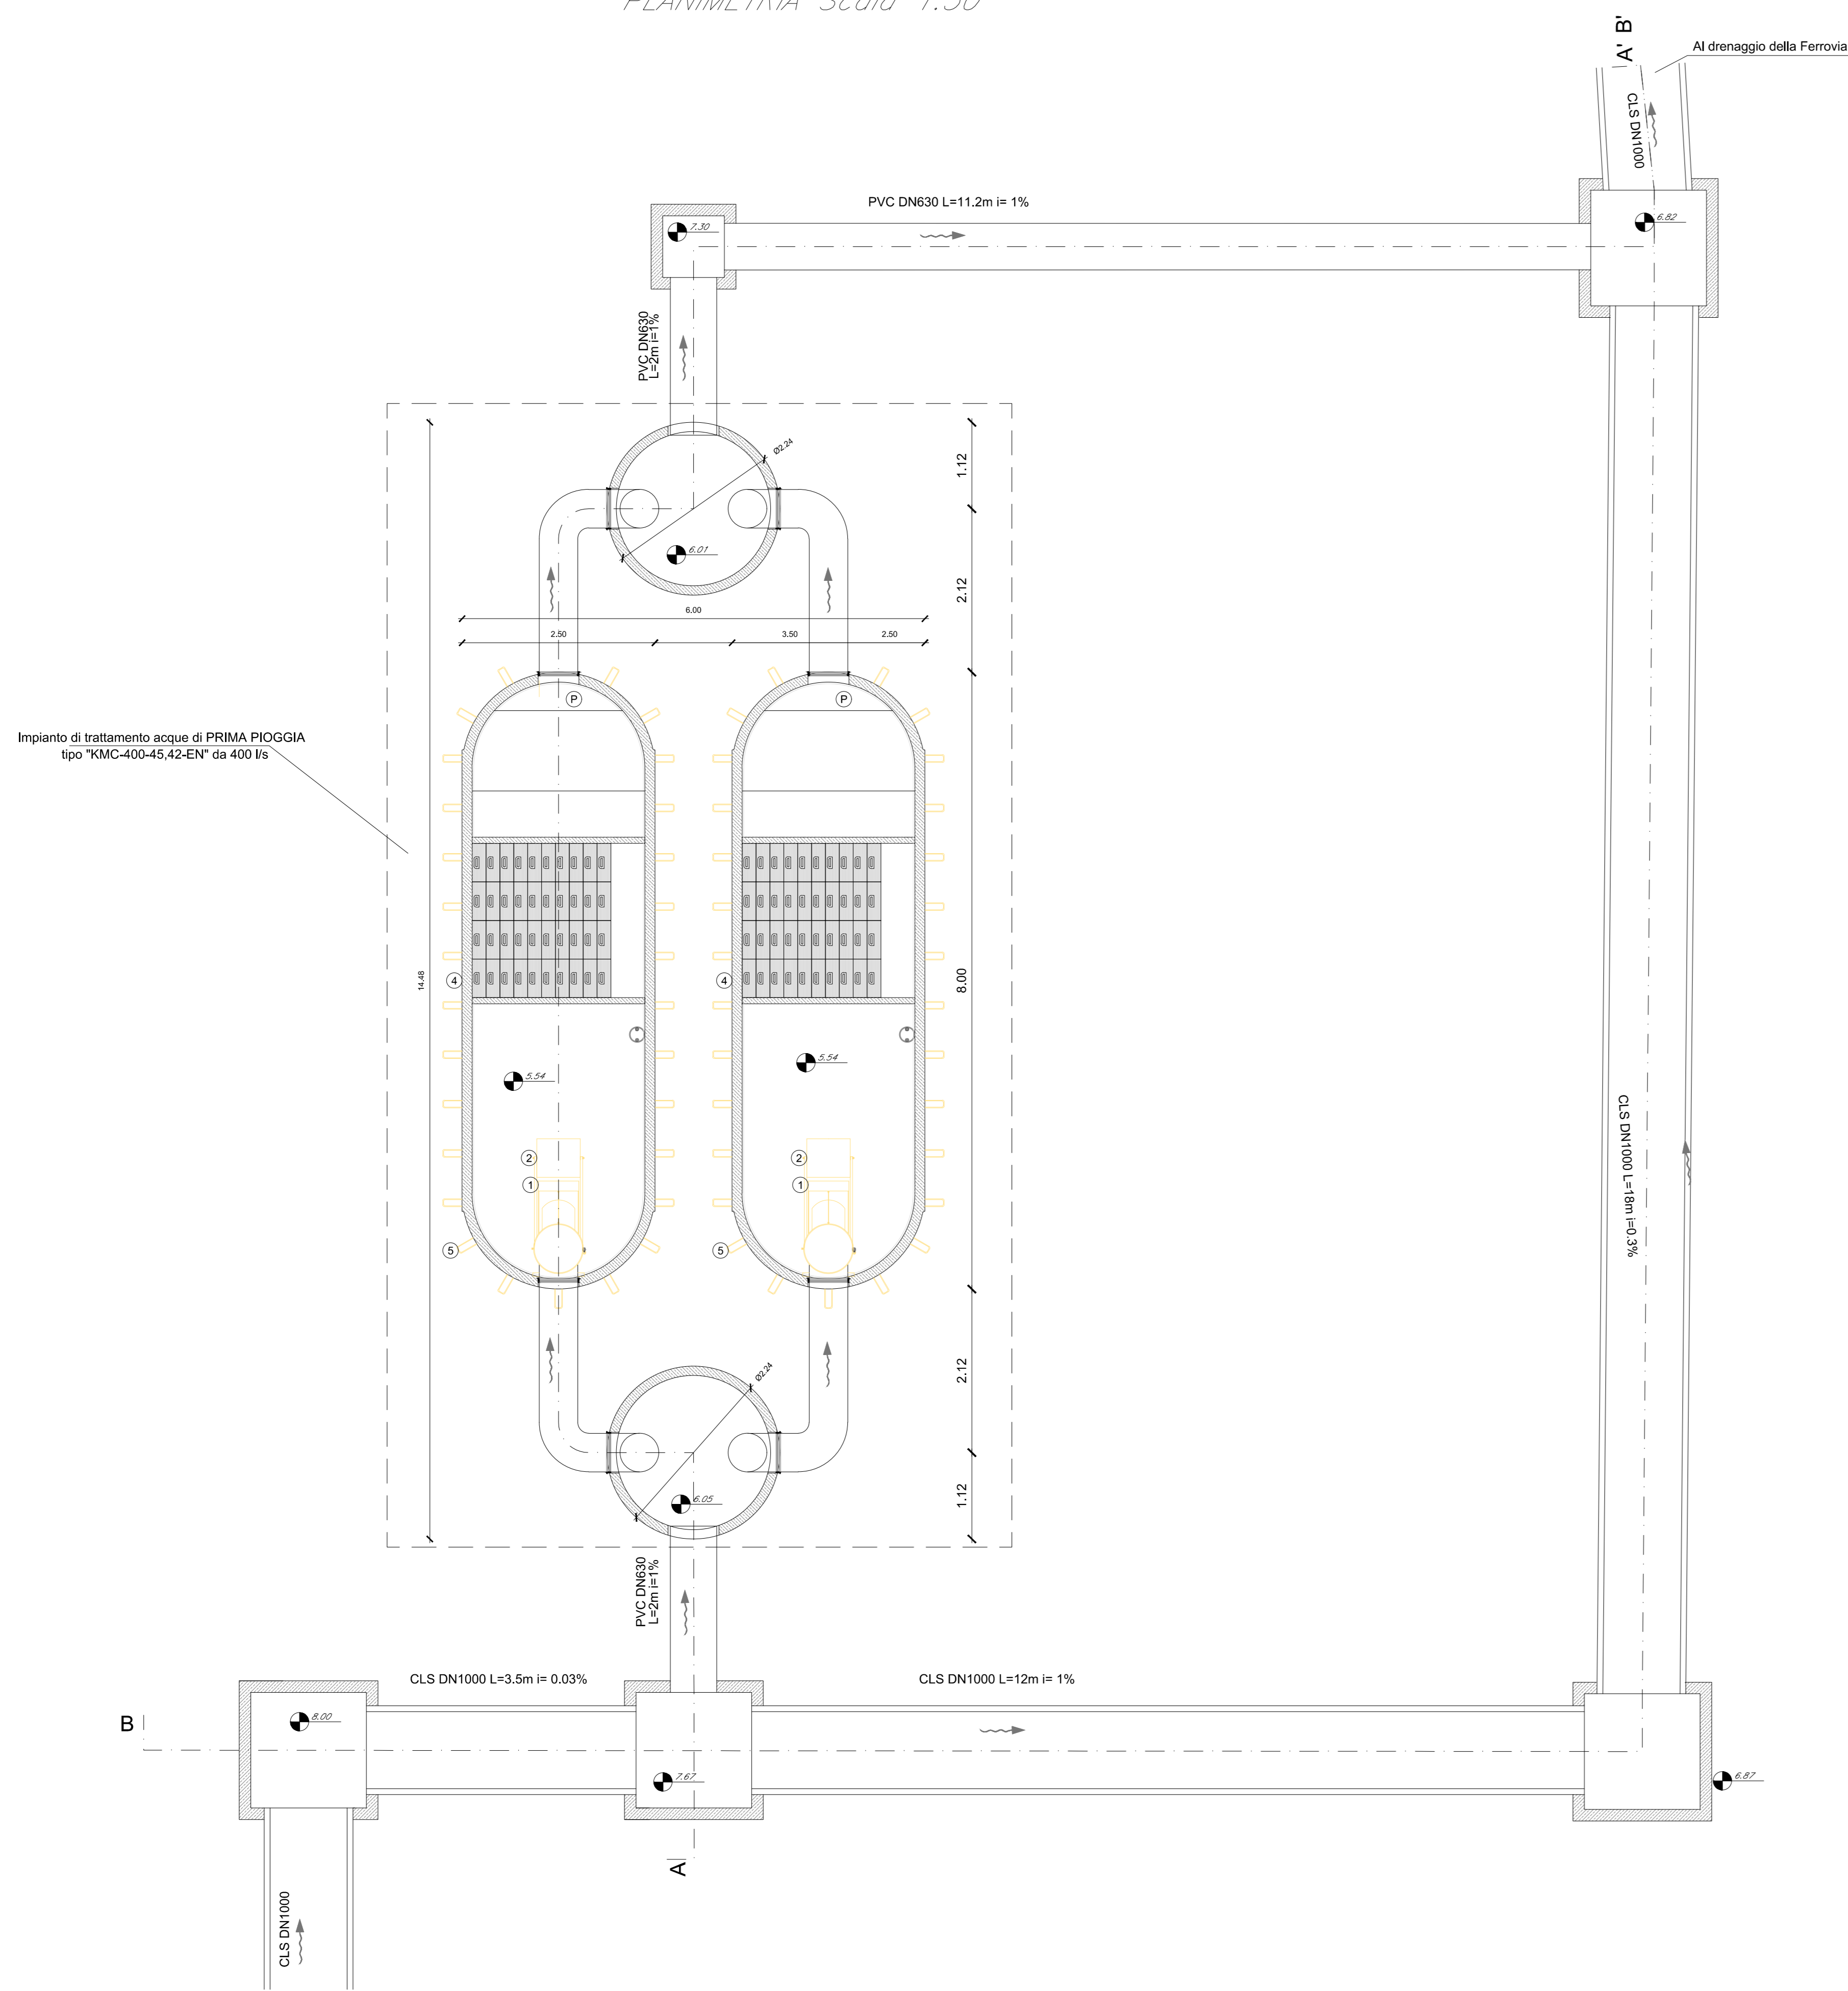 PLANIMETRIA Scala 1:50
A' B'
Al drenaggio della Ferrovia
CLS DN1000
PVC DN630 L=11.2m i= 1%
7.30
6.82
PVC DN630
L=2m i=1%
Ø2.24
1.12
6.01
2.12
6.00
2.50
3.50
2.50
P
P
Impianto di trattamento acque di PRIMA PIOGGIA
tipo "KMC-400-45,42-EN" da 400 l/s
14.48
4
4
8.00
5.54
5.54
CLS DN1000 L=18m i=0.3%
2
2
1
1
5
5
2.12
Ø2.24
6.05
1.12
PVC DN630
L=2m i=1%
CLS DN1000 L=3.5m i= 0.03%
CLS DN1000 L=12m i= 1%
B
8.00
7.67
6.87
A
CLS DN1000